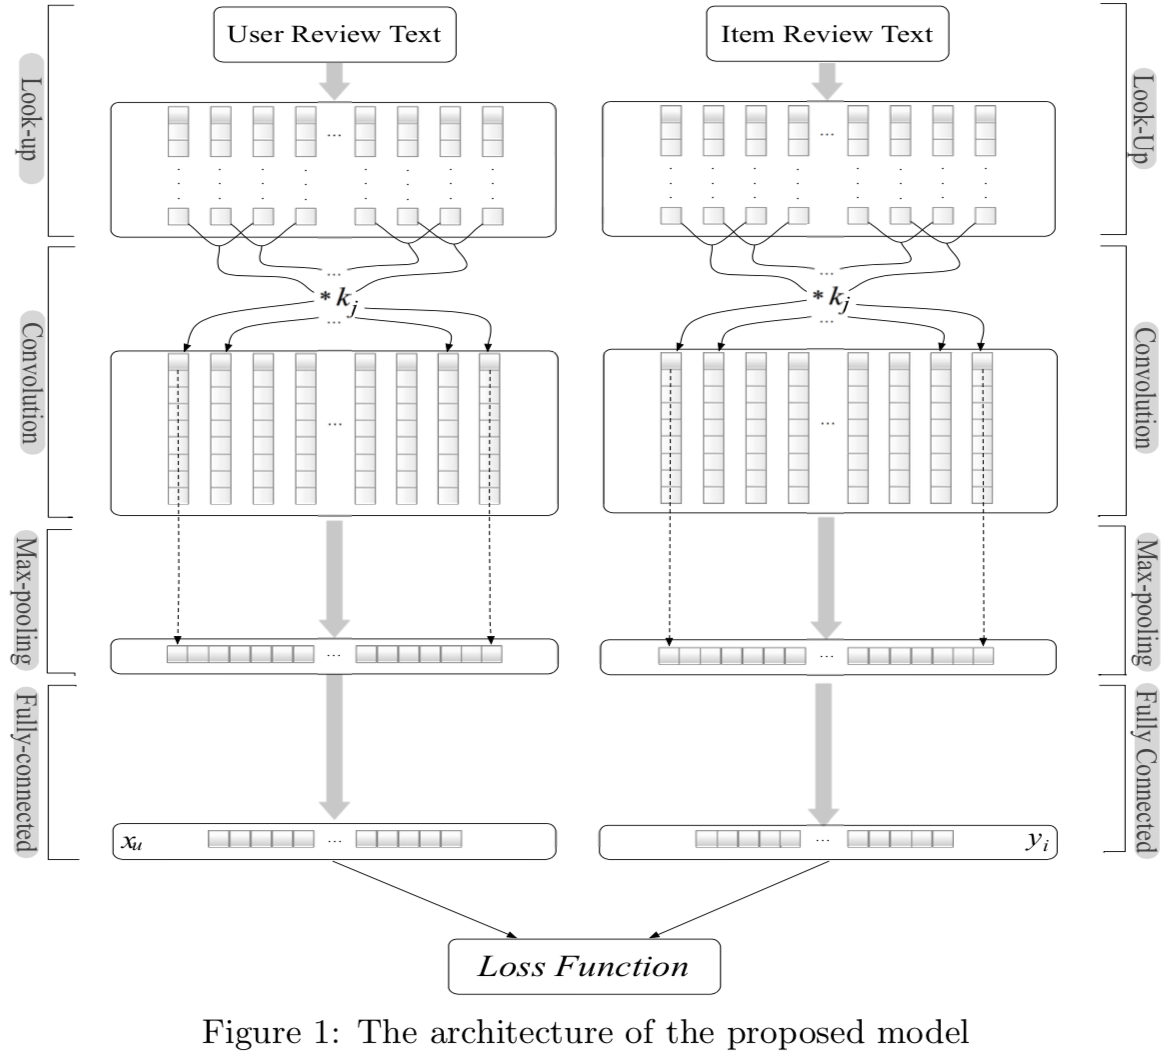 User Review Text
Item Review Text
Look-up
Look-Up
...
...
...
* k_j
...
...
* k_j
...
Convolution
Convolution
...
...
Max-pooling
Max-pooling
...
...
Fully-connected
Fully Connected
x_u
...
...
y_i
Loss Function
Figure 1: The architecture of the proposed model